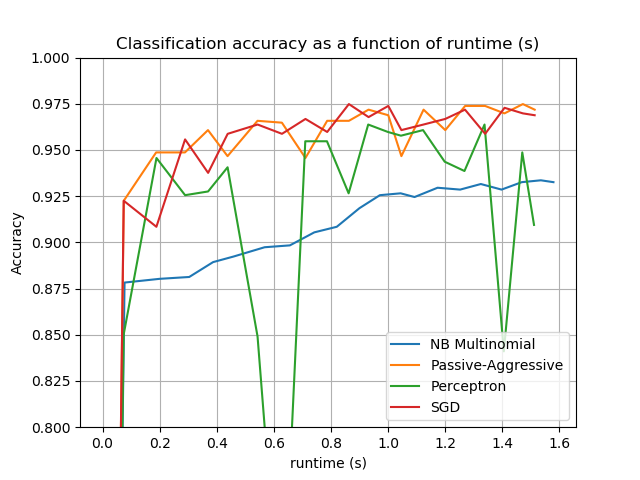 Classification accuracy as a function of runtime (s)
1.000
0.975
0.950
0.925
0.900
0.875
0.850
0.825
0.800
Accuracy
NB Multinomial
Passive-Aggressive
Perceptron
SGD
0.0 0.2 0.4 0.6 0.8 1.0 1.2 1.4 1.6
runtime (s)